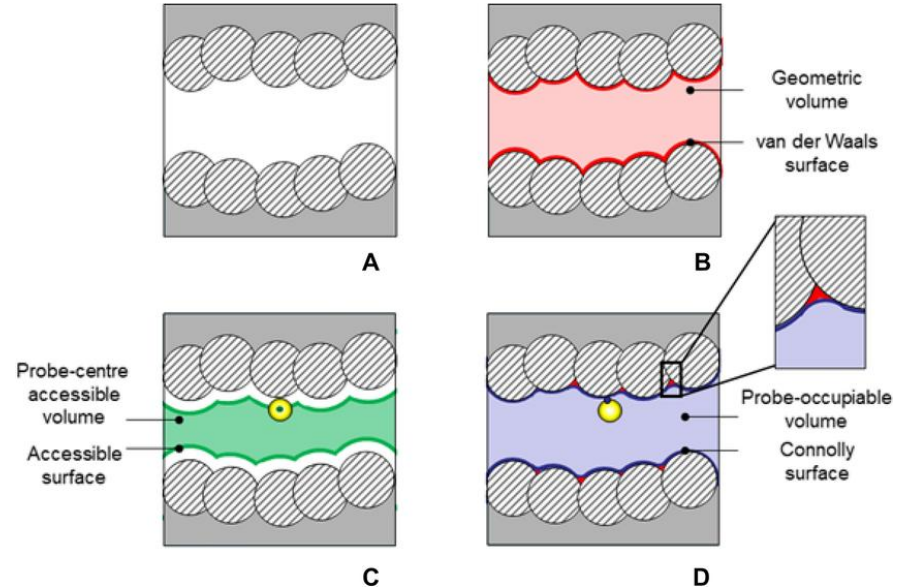 Geometric
volume
van der Waals
surface
A
B
Probe-centre
accessible
volume
Accessible
surface
Probe-occupiable
volume
Connolly
surface
C
D